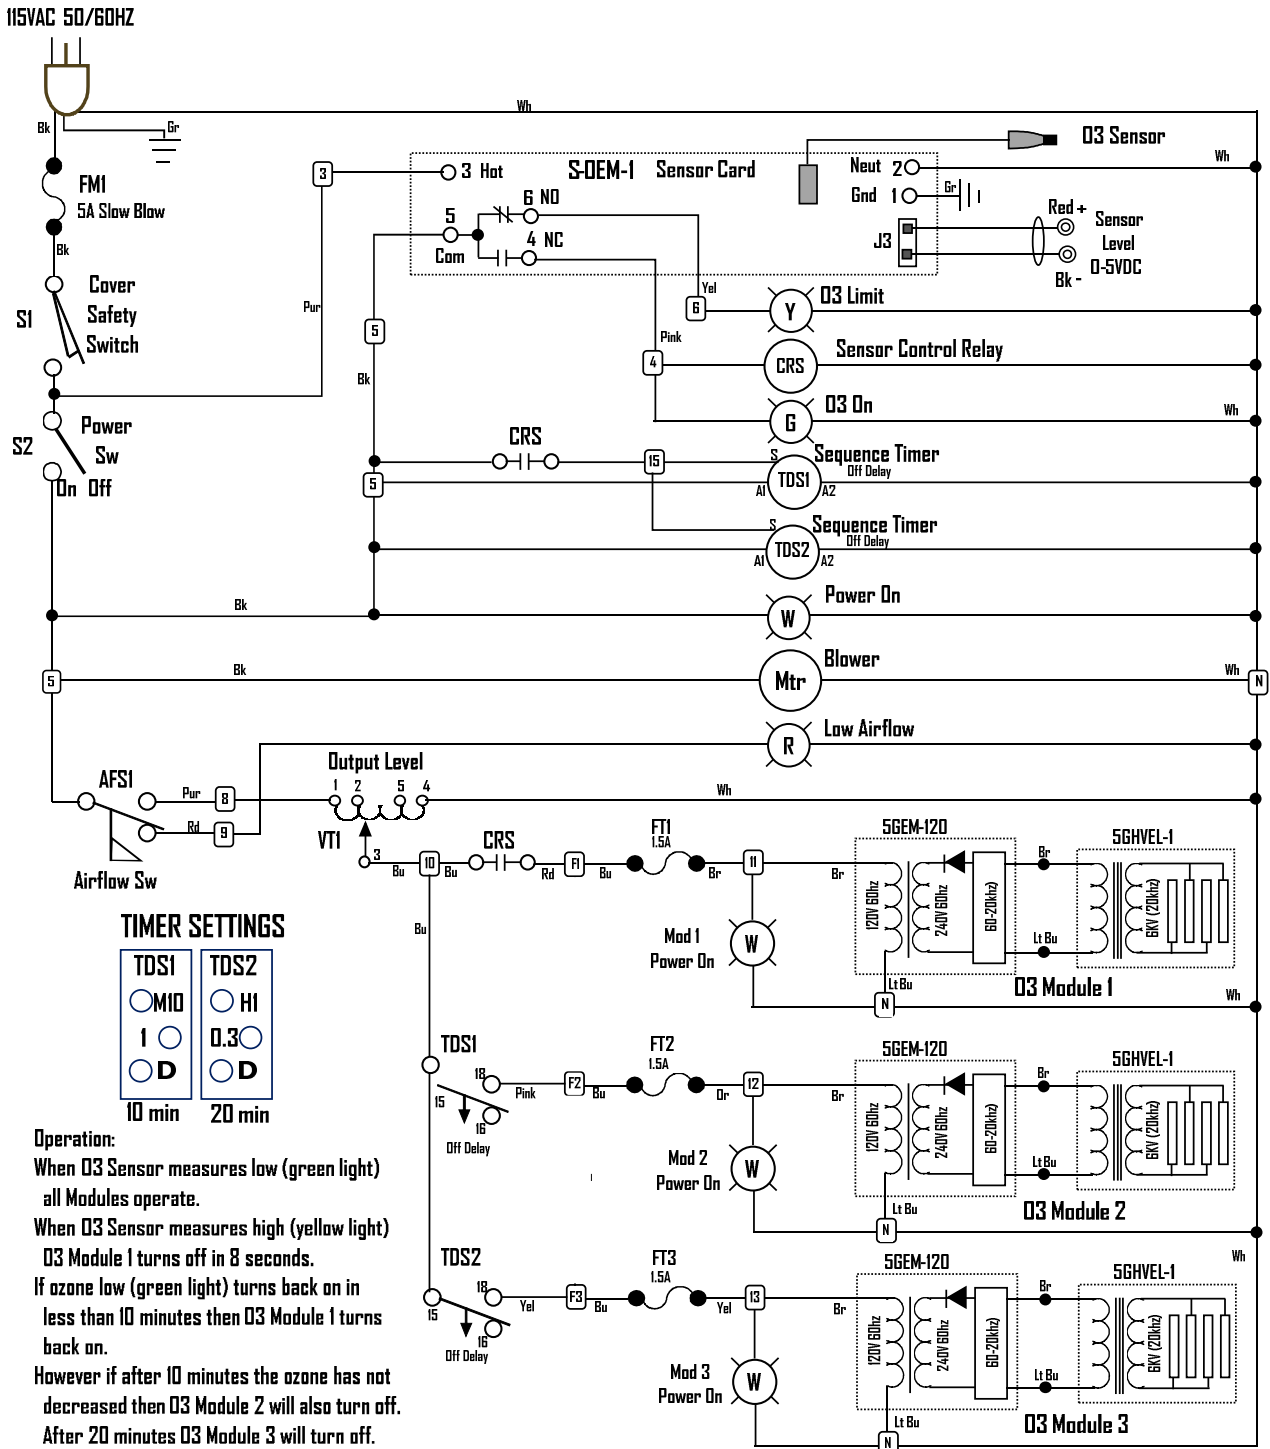 115VAC 50/60HZ
Wh
Bk
Gr
O3 Sensor
FM1
5A Slow Blow
Bk
3
3 Hot
S-OEM-1 Sensor Card
Neut 2
Wh
Gnd 1
Gr
6 NO
5
Com
4 NC
J3
Red +
Sensor
Level
0-5VDC
Bk -
S1
Cover
Safety
Switch
Pur
5
Bk
Yel
6
Y
O3 Limit
Pink
4
CRS
Sensor Control Relay
G
O3 On
Wh
S2
Power
Sw
On Off
CRS
15
S
Sequence Timer
Off Delay
5
A1
TDS1
A2
S
Sequence Timer
Off Delay
A1
TDS2
A2
Bk
W
Power On
5
Bk
Mtr
Blower
Wh
N
R
Low Airflow
AFS1
Pur
8
Rd
9
Airflow Sw
Output Level
1 2 5 4
Wh
VT1
3
Bu
10
Bu
CRS
Rd
F1
Bu
FT1
1.5A
Br
11
Br
5GEM-120
120V 60hz
240V 60hz
60-20khz)
Br
Lt Bu
5GHVEL-1
6KV (20khz)
Mod 1
Power On
W
Lt Bu
N
O3 Module 1
Wh
Bu
TIMER SETTINGS
TDS1
M10
1
D
10 min
TDS2
H1
0.3
D
20 min
TDS1
18
15
16
Off Delay
Pink
F2
Bu
FT2
1.5A
Or
12
Br
5GEM-120
120V 60hz
240V 60hz
60-20khz)
Br
Lt Bu
5GHVEL-1
6KV (20khz)
Mod 2
Power On
W
Lt Bu
N
O3 Module 2
Wh
TDS2
18
15
16
Off Delay
Yel
F3
Bu
FT3
1.5A
Yel
13
Br
5GEM-120
120V 60hz
240V 60hz
60-20khz)
Br
Lt Bu
5GHVEL-1
6KV (20khz)
Mod 3
Power On
W
Lt Bu
N
O3 Module 3
Operation:
When O3 Sensor measures low (green light)
all Modules operate.
When O3 Sensor measures high (yellow light)
O3 Module 1 turns off in 8 seconds.
If ozone low (green light) turns back on in
less than 10 minutes then O3 Module 1 turns
back on.
However if after 10 minutes the ozone has not
decreased then O3 Module 2 will also turn off.
After 20 minutes O3 Module 3 will turn off.